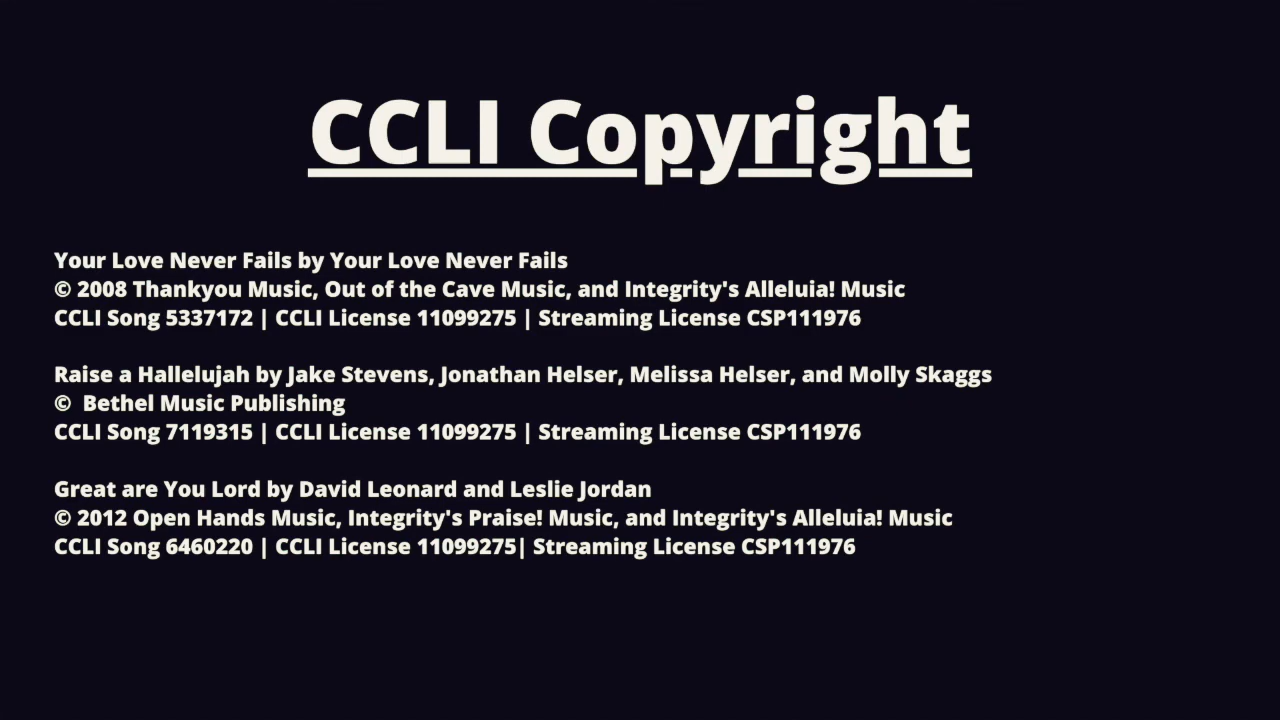 CCLI Copyright
Your Love Never Fails by Your Love Never Fails
© 2008 Thankyou Music, Out of the Cave Music, and Integrity's Alleluia! Music
CCLI Song 5337172 | CCLI License 11099275 | Streaming License CSP111976
Raise a Hallelujah by Jake Stevens, Jonathan Helser, Melissa Helser, and Molly Skaggs
©  Bethel Music Publishing
CCLI Song 7119315 | CCLI License 11099275 | Streaming License CSP111976
Great are You Lord by David Leonard and Leslie Jordan
© 2012 Open Hands Music, Integrity's Praise! Music, and Integrity's Alleluia! Music
CCLI Song 6460220 | CCLI License 11099275| Streaming License CSP111976